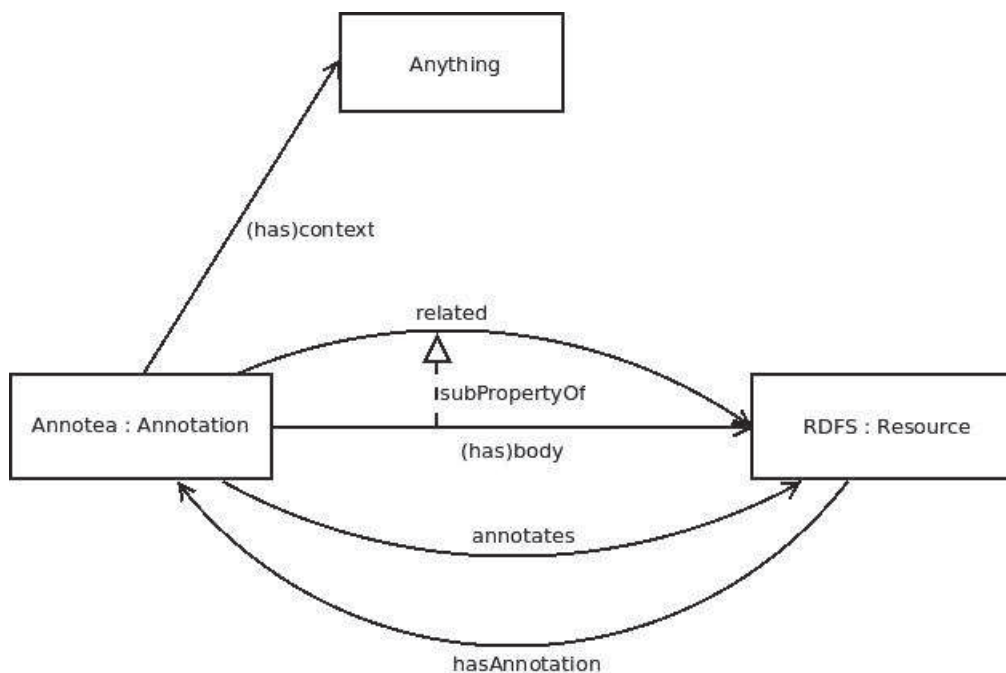 Anything
(has)context
related
subPropertyOf
Annotea : Annotation
RDFS : Resource
(has)body
annotates
hasAnnotation